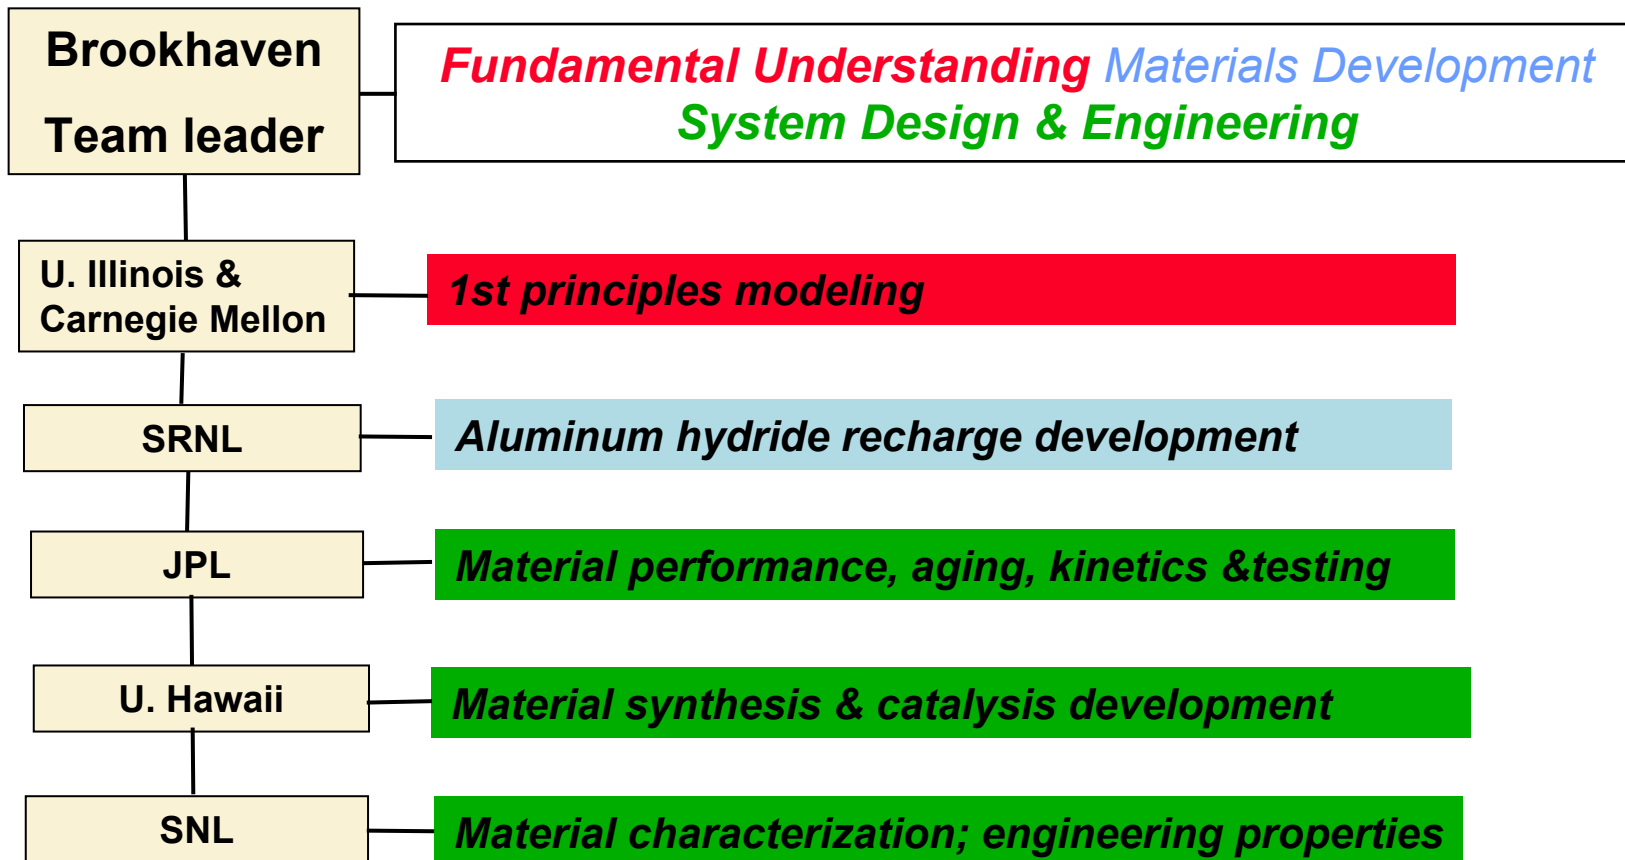 Brookhaven
Team leader
Fundamental Understanding Materials Development
System Design & Engineering
U. Illinois &
Carnegie Mellon
1st principles modeling
SRNL
Aluminum hydride recharge development
JPL
Material performance, aging, kinetics &testing
U. Hawaii
Material synthesis & catalysis development
SNL
Material characterization; engineering properties